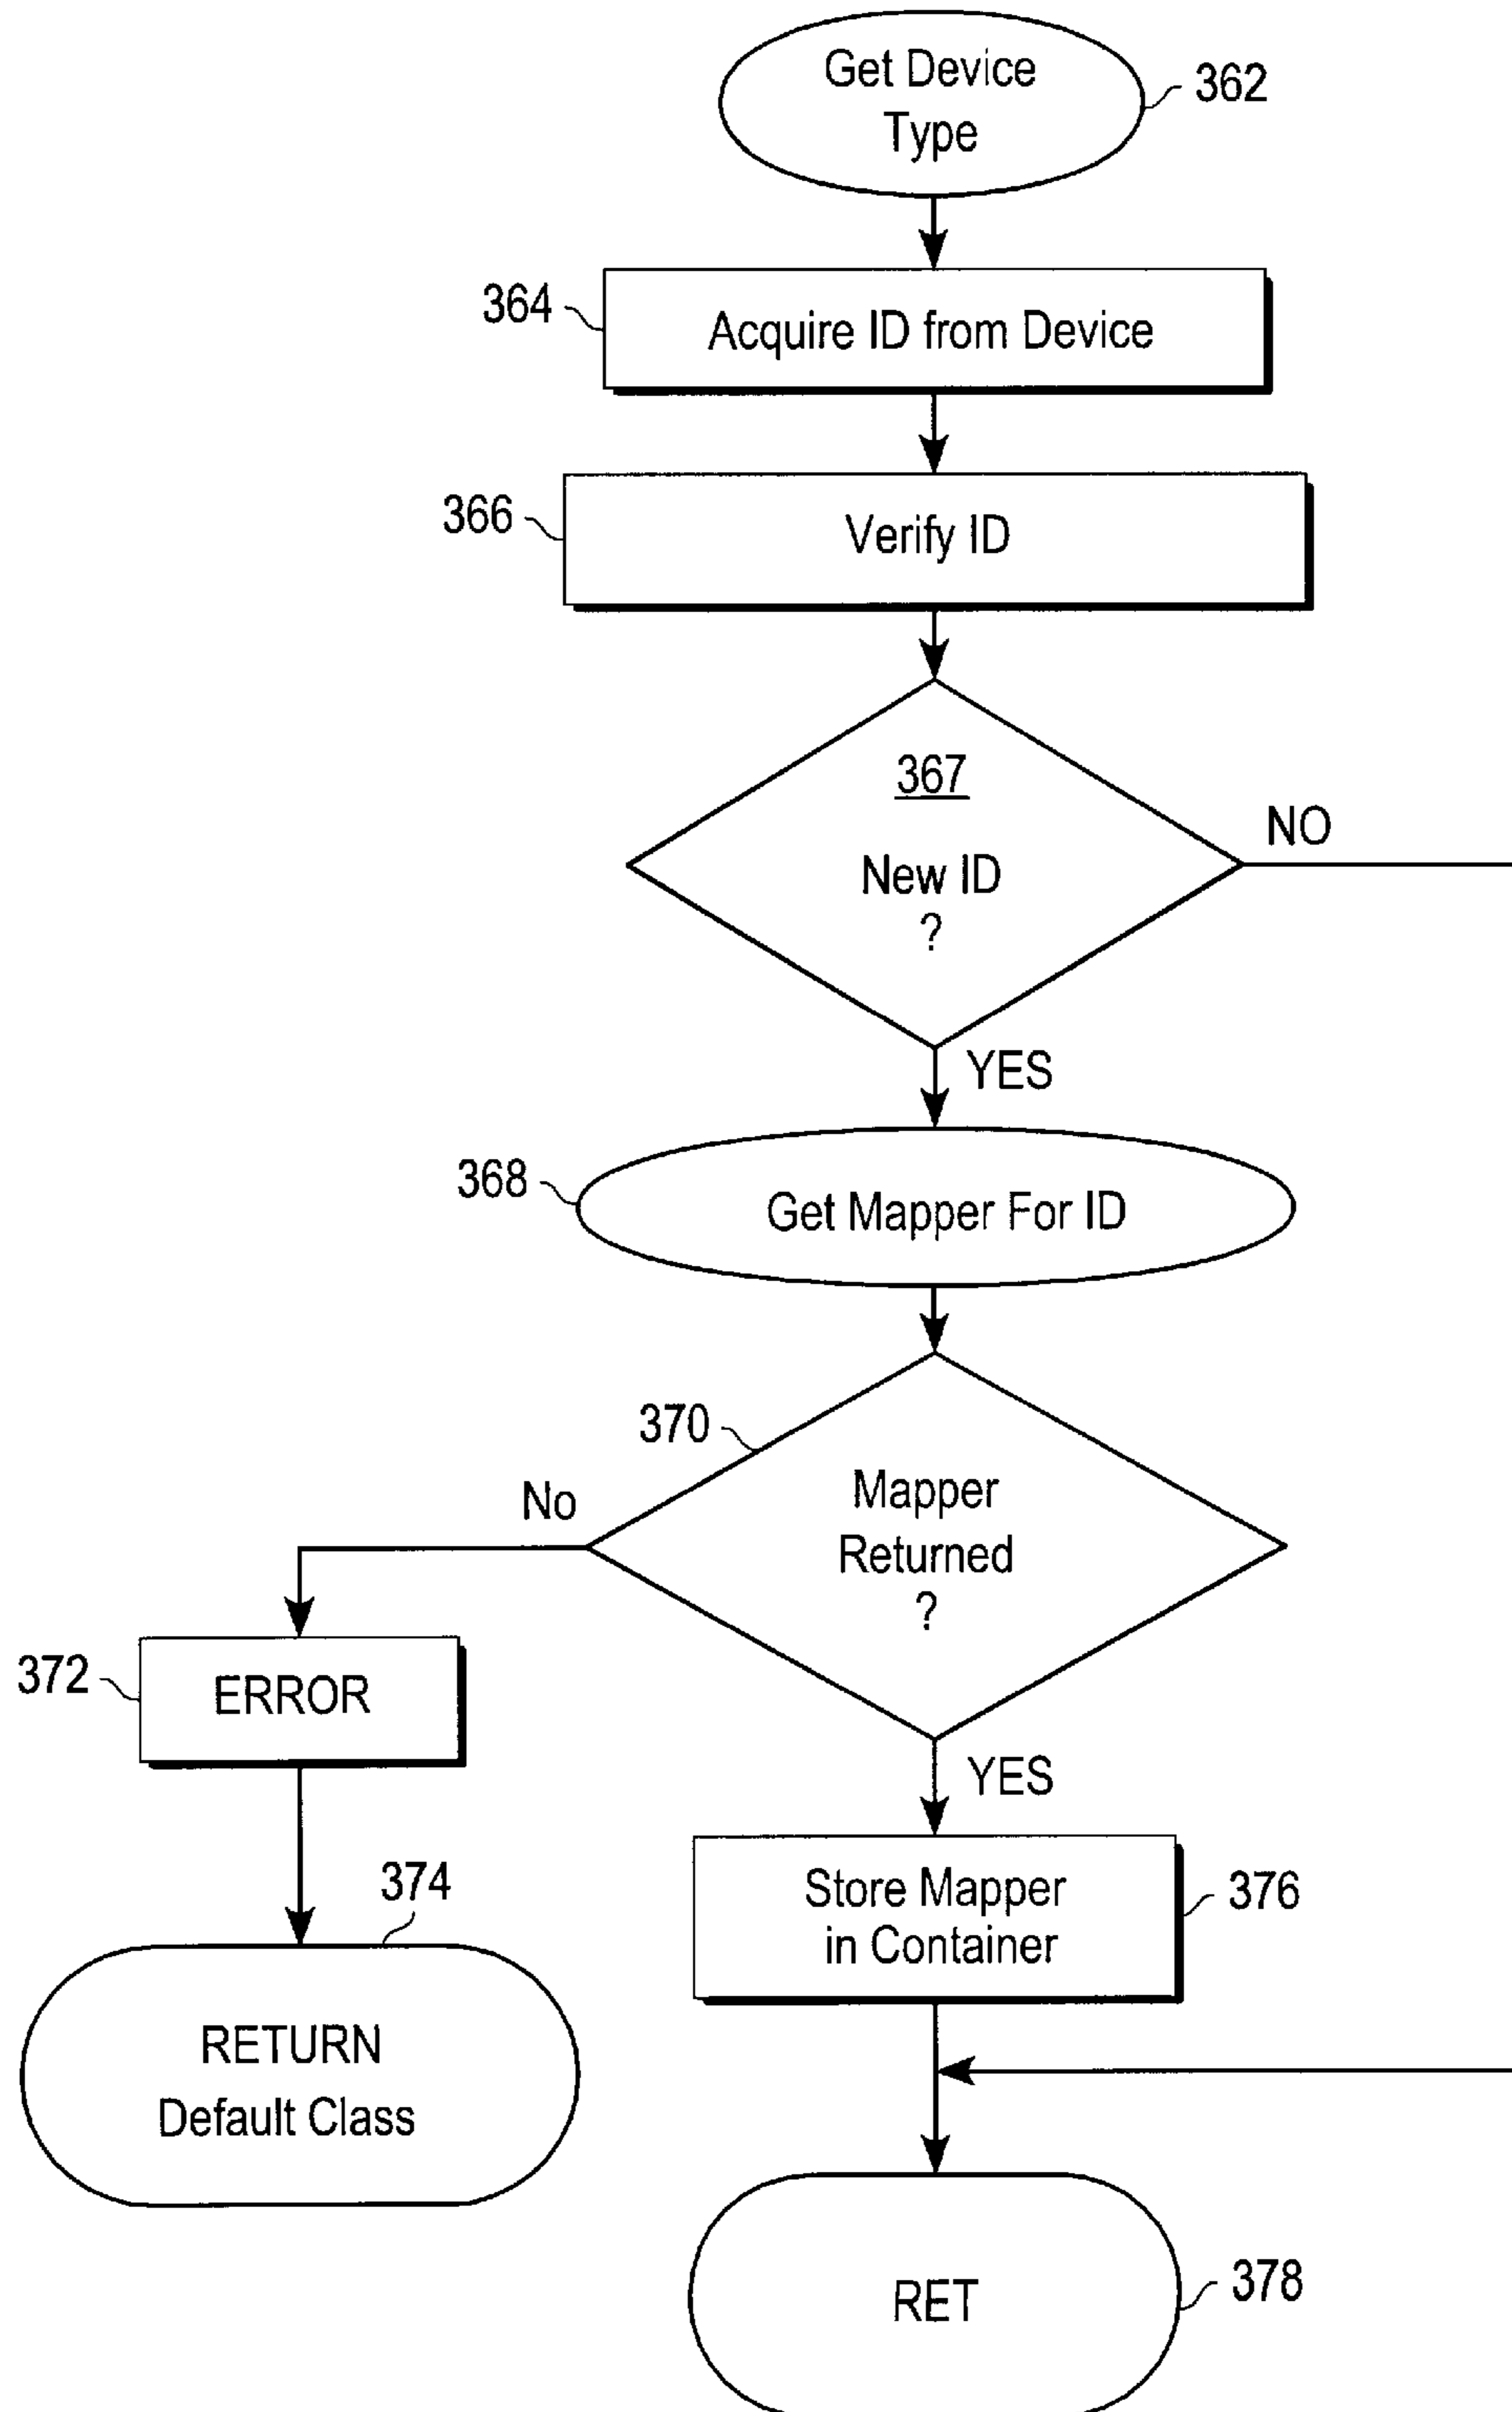 Get Device
Type
362
364
Acquire ID from Device
366
Verify ID
367
New ID
?
NO
YES
368
Get Mapper For ID
370
Mapper
Returned
?
No
372
ERROR
YES
374
Store Mapper
in Container
376
RETURN
Default Class
RET
378